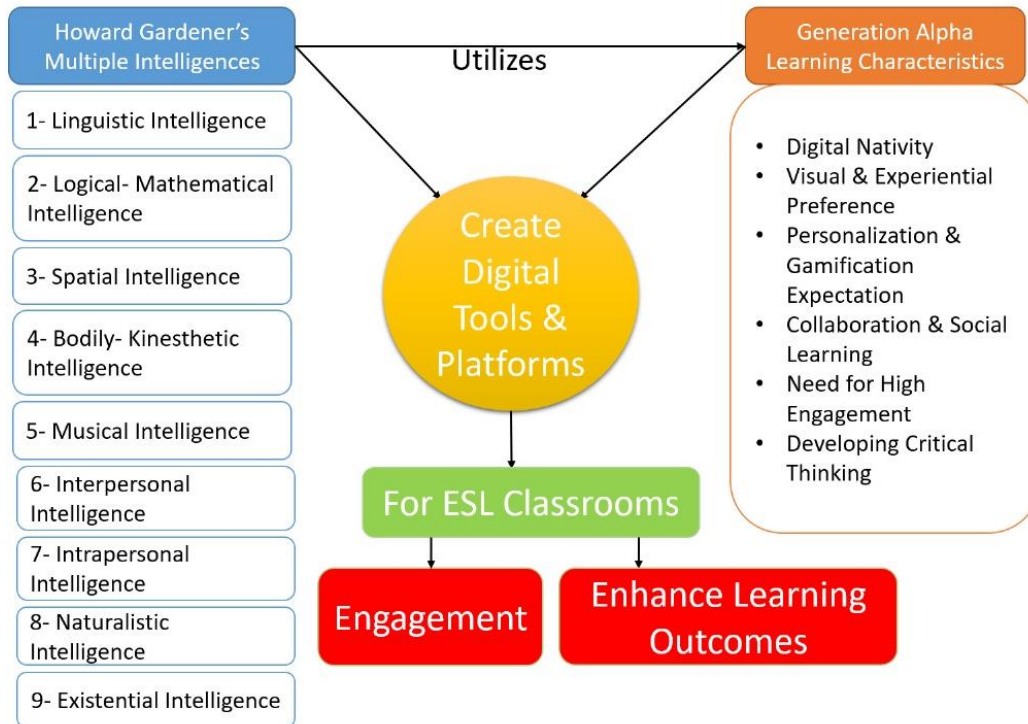 Howard Gardener's
Multiple Intelligences
1- Linguistic Intelligence
2- Logical- Mathematical
Intelligence
3- Spatial Intelligence
4- Bodily- Kinesthetic
Intelligence
5- Musical Intelligence
6- Interpersonal
Intelligence
7- Intrapersonal
Intelligence
8- Naturalistic
Intelligence
9- Existential Intelligence
Utilizes
Create
Digital
Tools &
Platforms
For ESL Classrooms
Engagement
Enhance Learning
Outcomes
Generation Alpha
Learning Characteristics
• Digital Nativity
• Visual & Experiential
Preference
• Personalization &
Gamification
Expectation
• Collaboration & Social
Learning
• Need for High
Engagement
• Developing Critical
Thinking